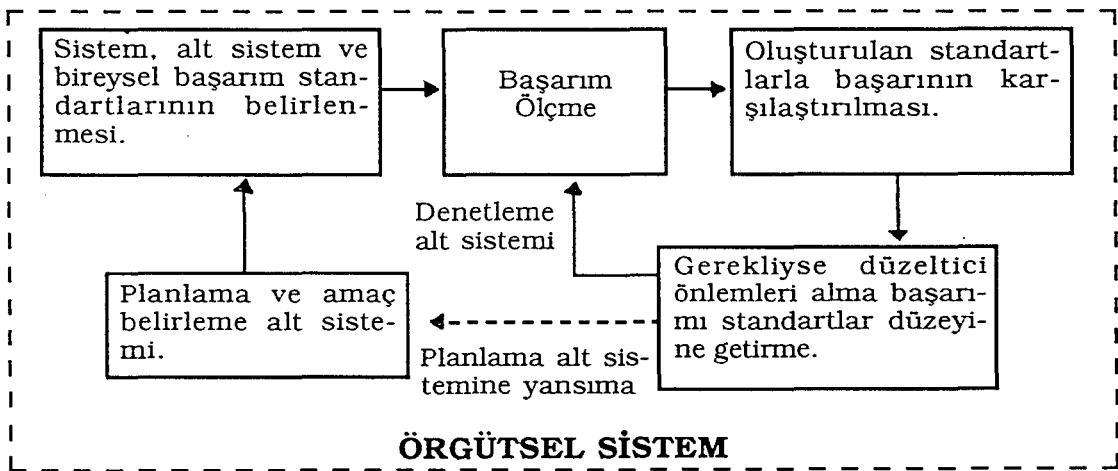 Sistem, alt sistem ve
bireysel başarım stan-
dartlarının belirlen-
mesi.
Başarım
Ölçme
Oluşturulan standart-
larla başarının kar-
şılaştırılması.
Denetleme
alt sistemi
Planlama ve amaç
belirleme alt siste-
mi.
Gerekliyse düzeltici
önlemleri alma başarı-
mı standartlar düzeyi-
ne getirme.
Planlama alt sis-
temine yansıma
ÖRGÜTSEL SİSTEM